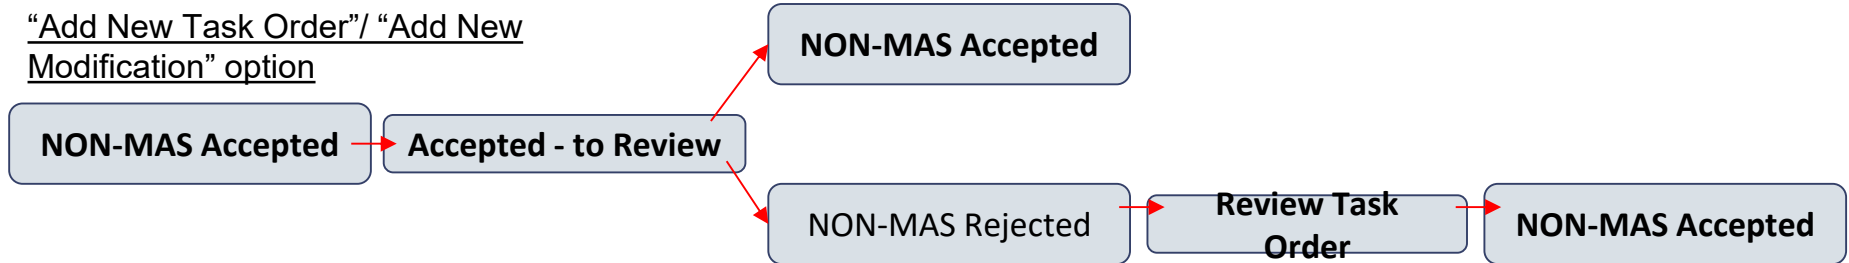 “Add New Task Order”/ “Add New
Modification” option
NON-MAS Accepted
Accepted - to Review
NON-MAS Accepted
NON-MAS Rejected
Review Task
Order
NON-MAS Accepted